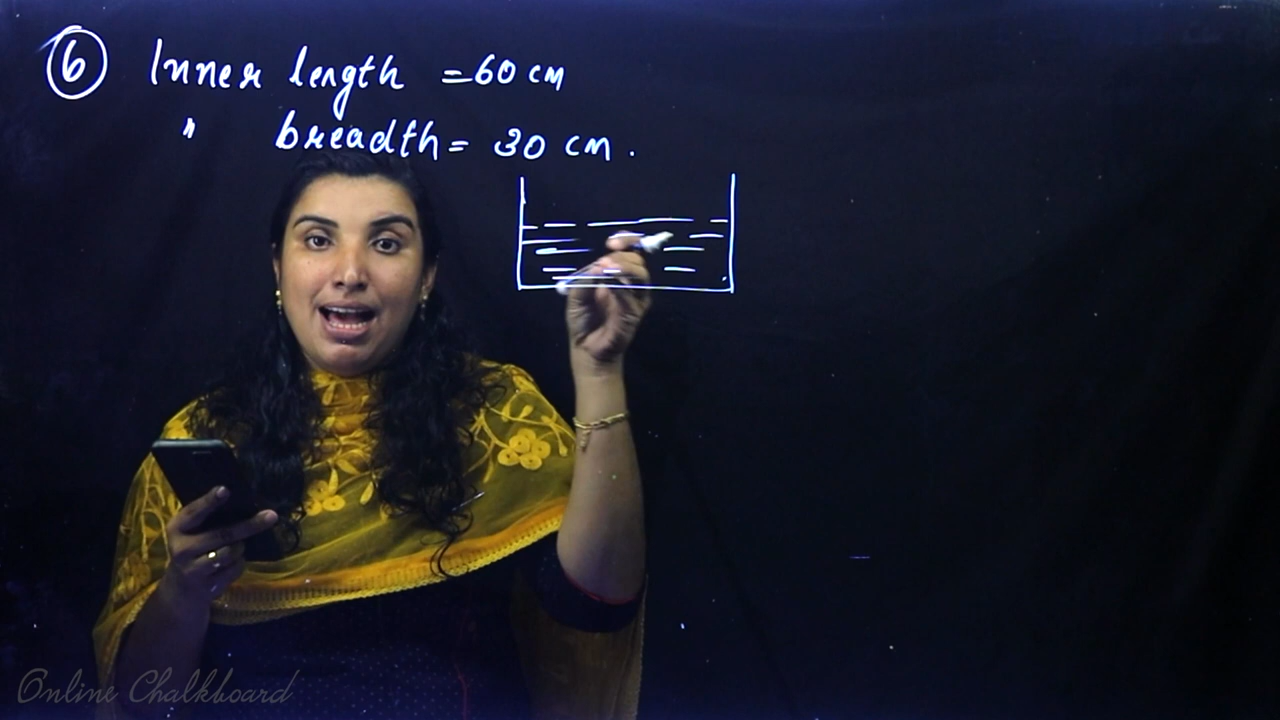 6 Inner length = 60 cm
" breadth = 30 cm.
Online Chalkboard